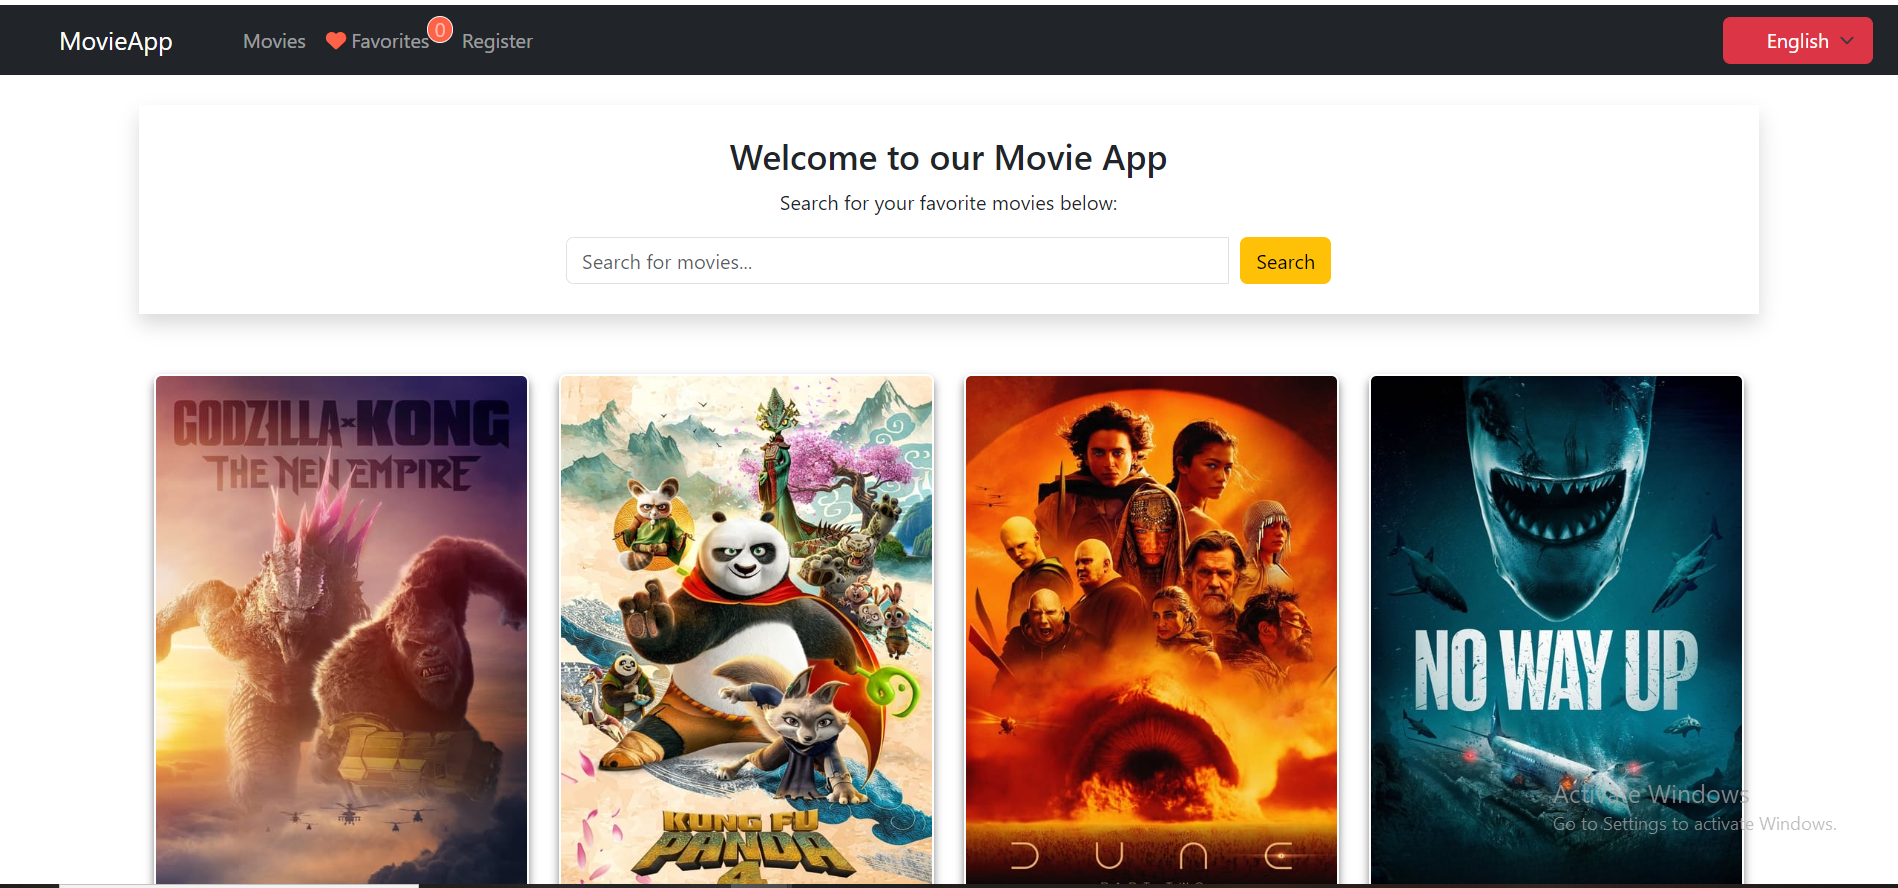 MovieApp
Movies
Favorites
0
Register
English
Welcome to our Movie App
Search for your favorite movies below:
Search for movies...
Search
GODZILLA x KONG
THE NEW EMPIRE
KUNG FU
PANDA
4
DUNE
NO WAY UP
Activate Windows
Go to Settings to activate Windows.